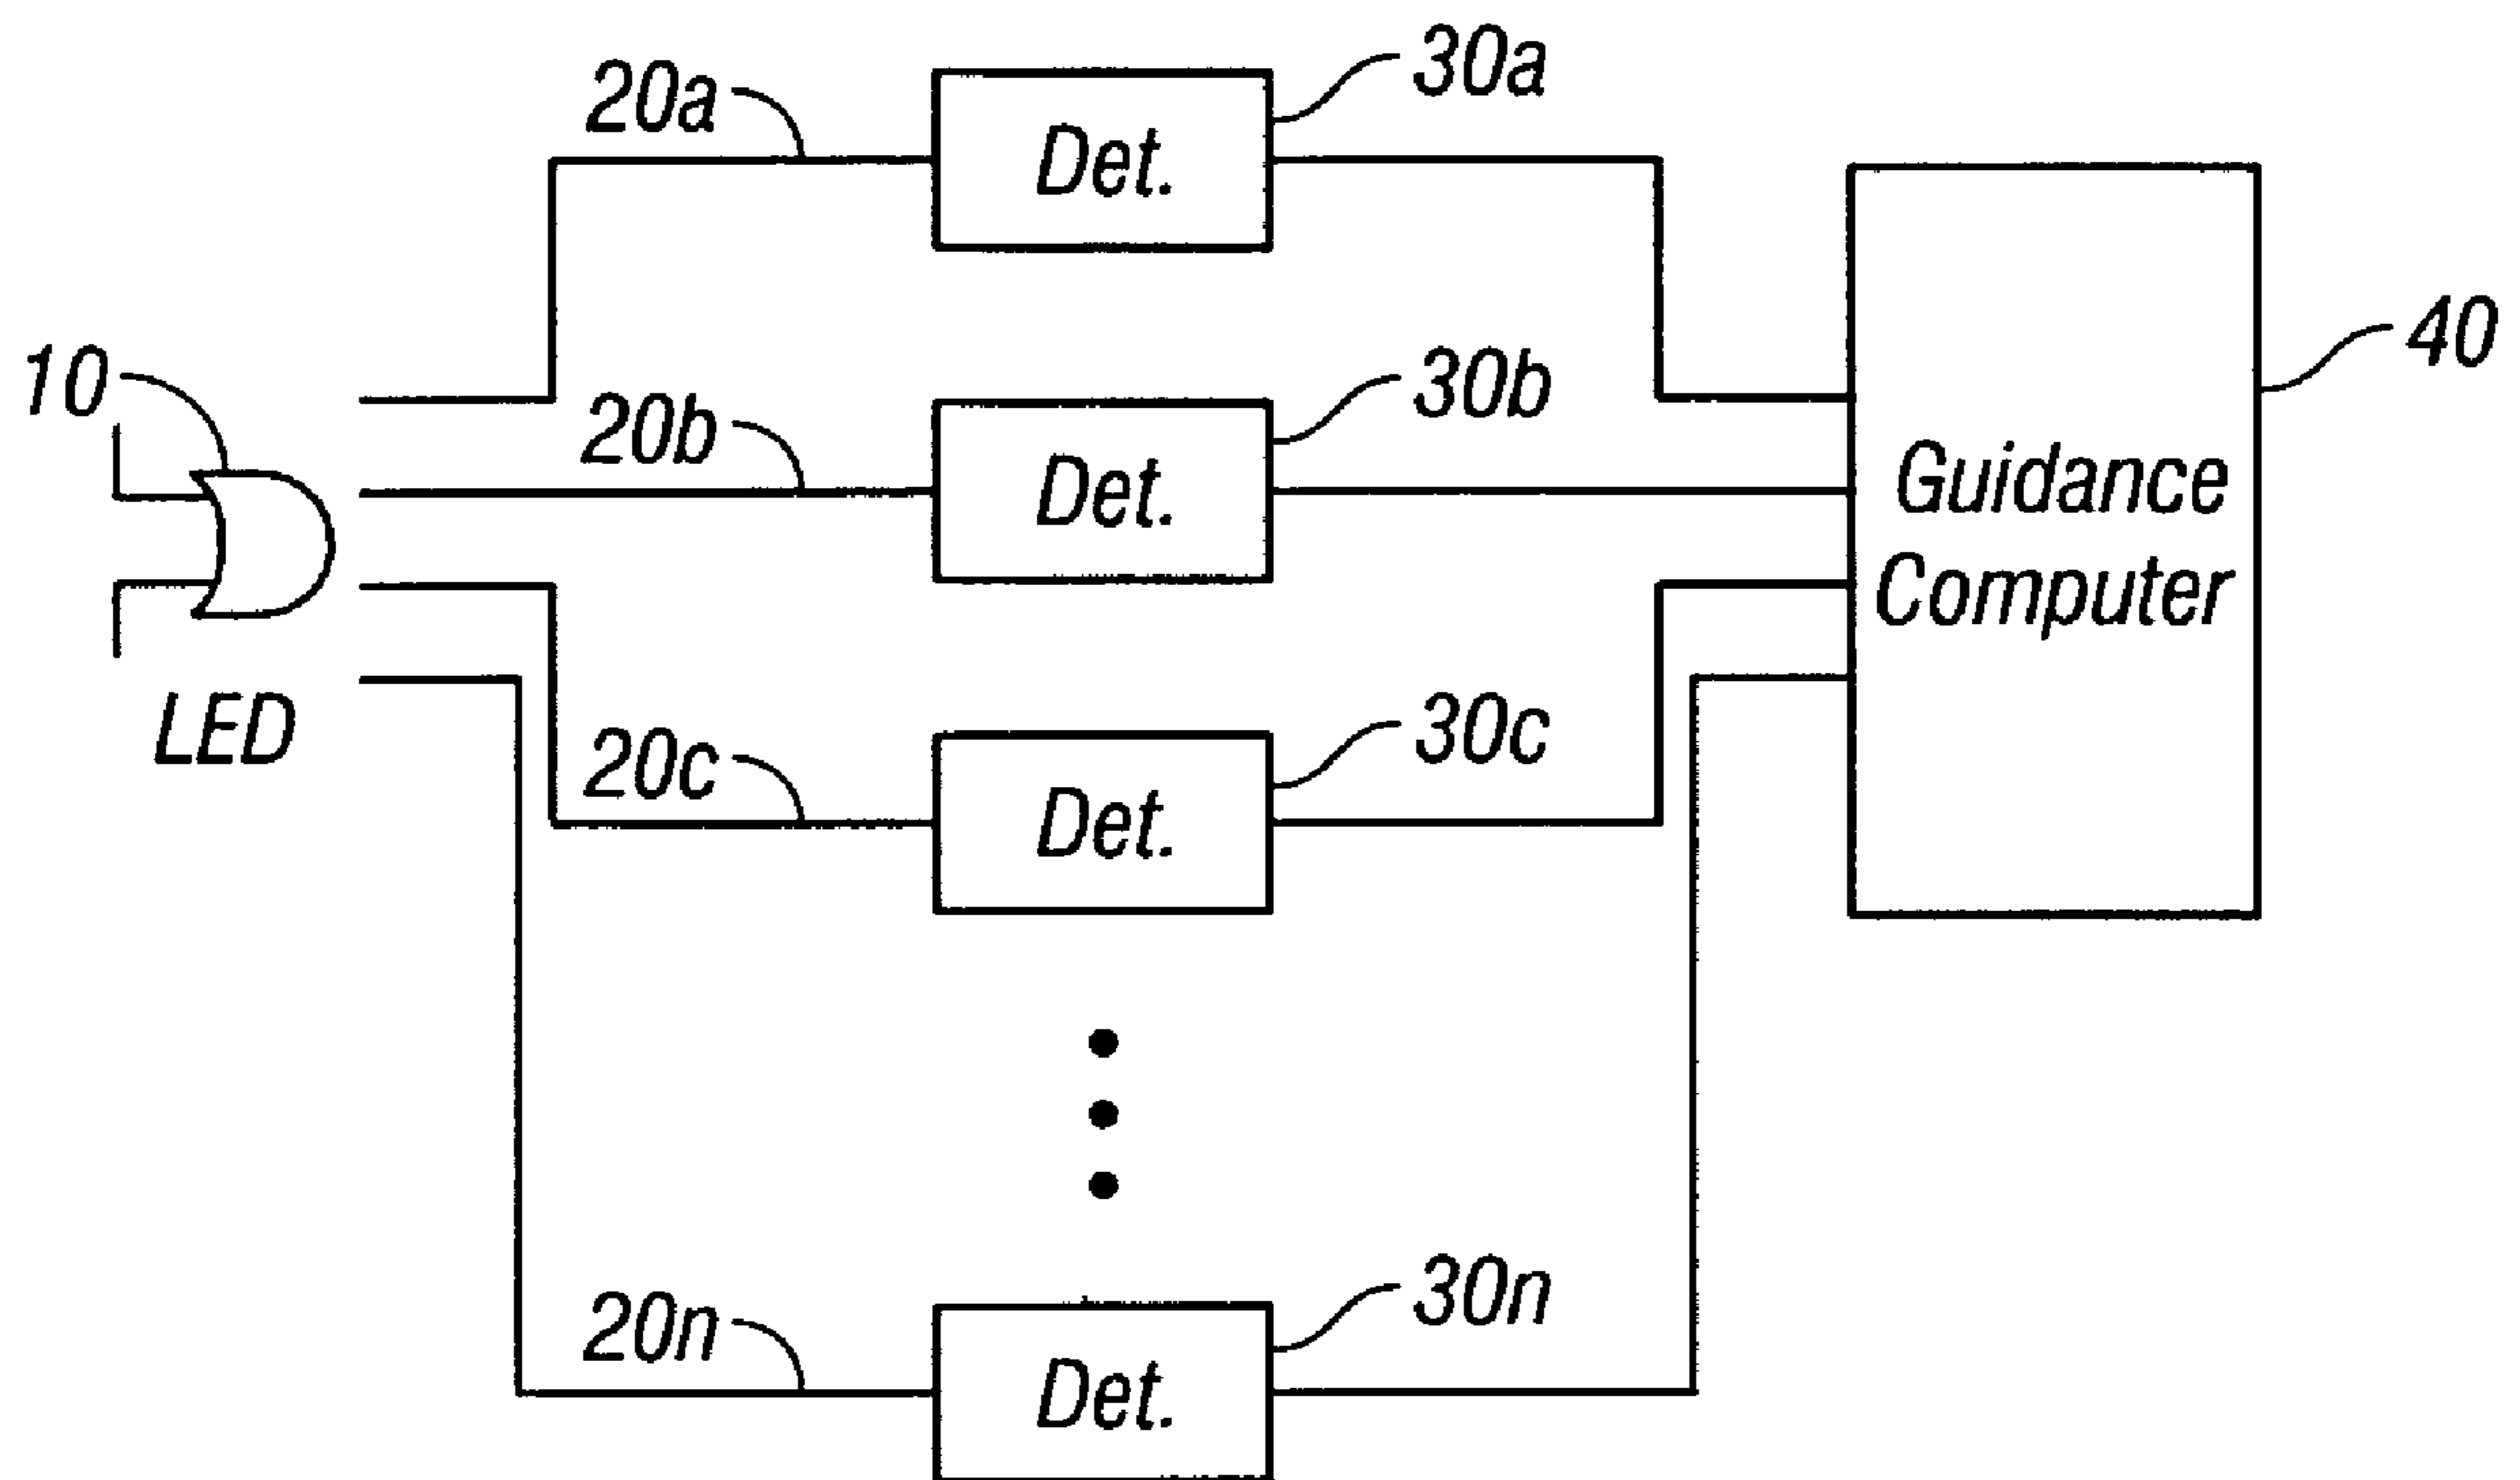 20a
Det.
30a
10
20b
Det.
30b
40
Guidance
Computer
LED
20c
Det.
30c
20n
Det.
30n